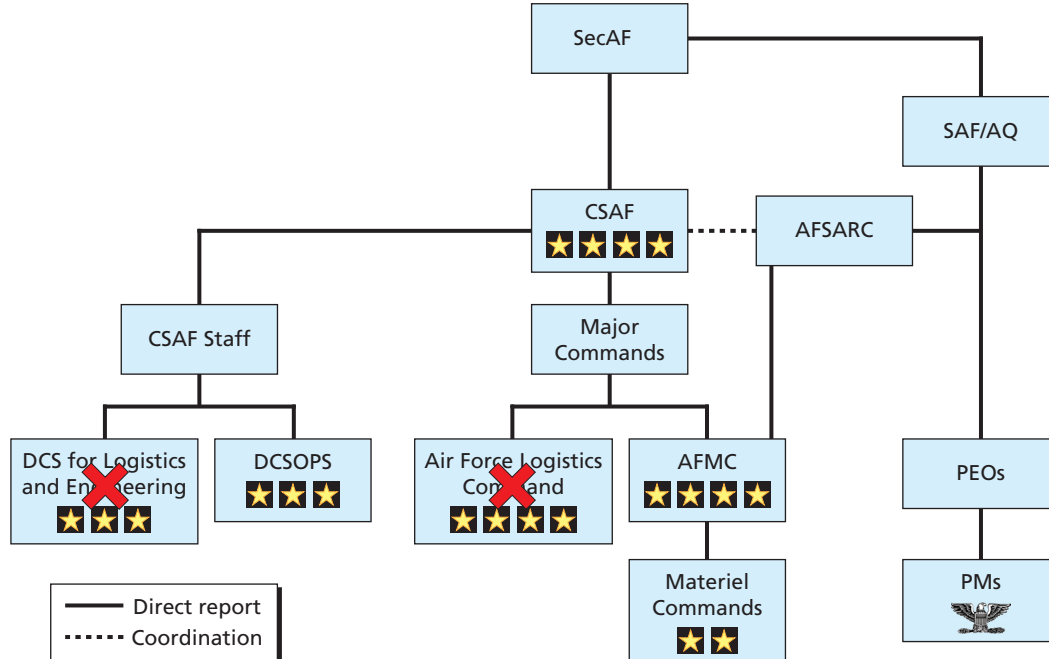 SecAF
SAF/AQ
CSAF
AFSARC
CSAF Staff
Major
Commands
DCS for Logistics
and Engineering
DCSOPS
Air Force Logistics
Command
AFMC
PEOs
Materiel
Commands
PMs
Direct report
Coordination